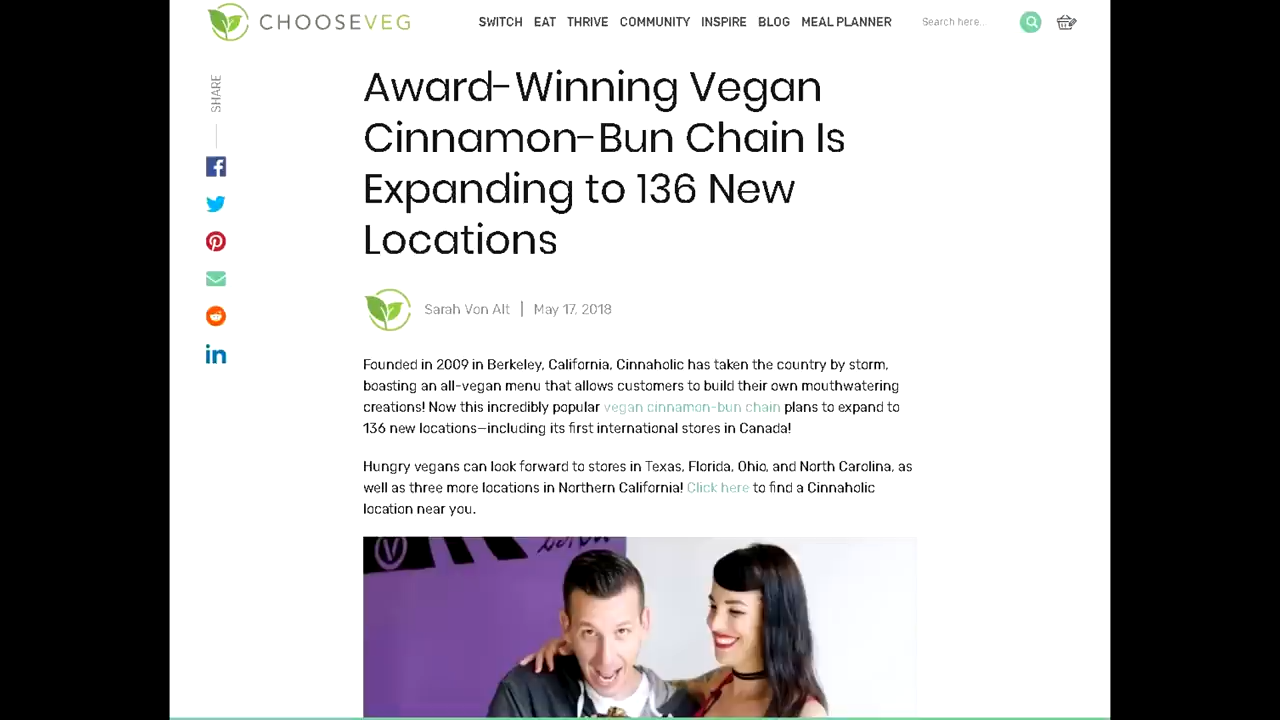 CHOOSEVEG
SWITCH EAT THRIVE COMMUNITY INSPIRE BLOG MEAL PLANNER
Search here...
SHARE
Award-Winning Vegan
Cinnamon-Bun Chain Is
Expanding to 136 New
Locations
Sarah Von Alt | May 17, 2018
Founded in 2009 in Berkeley, California, Cinnaholic has taken the country by storm,
boasting an all-vegan menu that allows customers to build their own mouthwatering
creations! Now this incredibly popular vegan cinnamon-bun chain plans to expand to
136 new locations—including its first international stores in Canada!
Hungry vegans can look forward to stores in Texas, Florida, Ohio, and North Carolina, as
well as three more locations in Northern California! Click here to find a Cinnaholic
location near you.
V